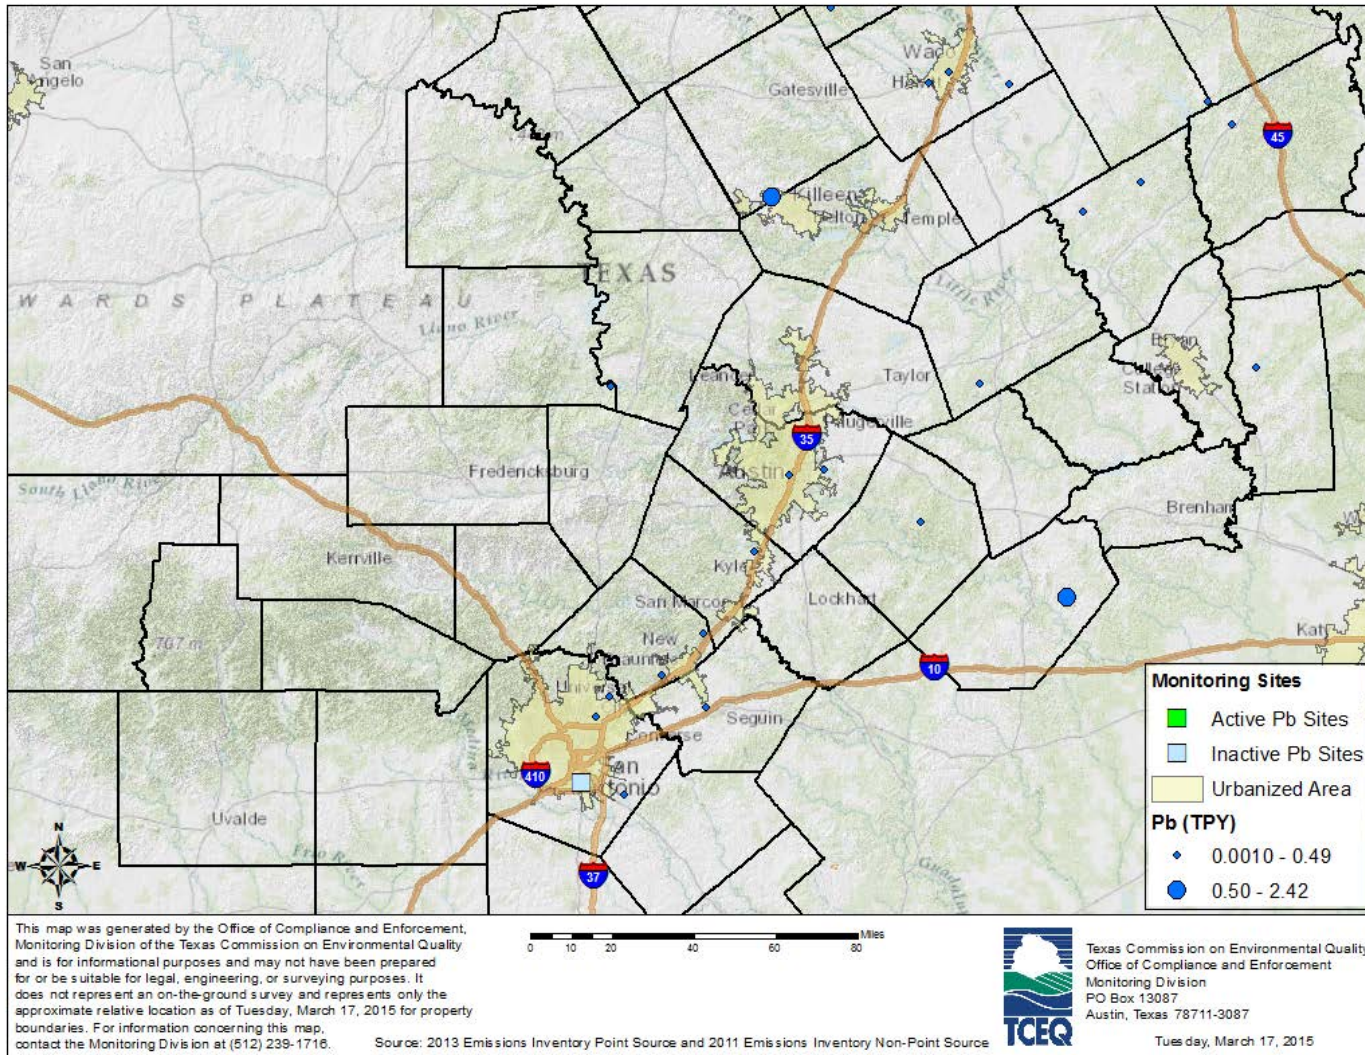 San
Angelo
Gatesville
45
Killeen
Temple
TEXAS
WARDS PLATEAU
Llano River
Little River
Leander
Taylor
College
Station
35
Fredericksburg
Austin
South Llano River
Brenham
Kerrville
Kyle
San Marcos
Lockhart
767 m
New
10
Seguin
Converse
410
Uvalde
37
N
W E
S
Monitoring Sites
Active Pb Sites
Inactive Pb Sites
Urbanized Area
Pb (TPY)
0.0010 - 0.49
0.50 - 2.42
This map was generated by the Office of Compliance and Enforcement,
Monitoring Division of the Texas Commission on Environmental Quality
and is for informational purposes and may not have been prepared
for or be suitable for legal, engineering, or surveying purposes. It
does not represent an on-the-ground survey and represents only the
approximate relative location as of Tuesday, March 17, 2015 for property
boundaries. For information concerning this map,
contact the Monitoring Division at (512) 239-1716.
Miles
0 5 10 20 40 60 80
Source: 2013 Emissions Inventory Point Source and 2011 Emissions Inventory Non-Point Source
TCEQ
Texas Commission on Environmental Quality
Office of Compliance and Enforcement
Monitoring Division
PO Box 13087
Austin, Texas 78711-3087
Tuesday, March 17, 2015